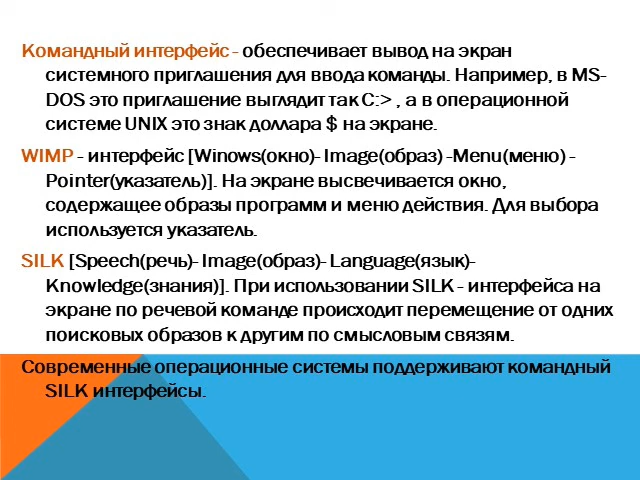 Командный интерфейс - обеспечивает вывод на экран
системного приглашения для ввода команды. Например, в MS-
DOS это приглашение выглядит так C:> , а в операционной
системе UNIX это знак доллара $ на экране.
WIMP - интерфейс [Winows(окно)- Image(образ) -Menu(меню) -
Pointer(указатель)]. На экране высвечивается окно,
содержащее образы программ и меню действия. Для выбора
используется указатель.
SILK [Speech(речь)- Image(образ)- Language(язык)-
Knowledge(знания)]. При использовании SILK - интерфейса на
экране по речевой команде происходит перемещение от одних
поисковых образов к другим по смысловым связям.
Современные операционные системы поддерживают командный
SILK интерфейсы.